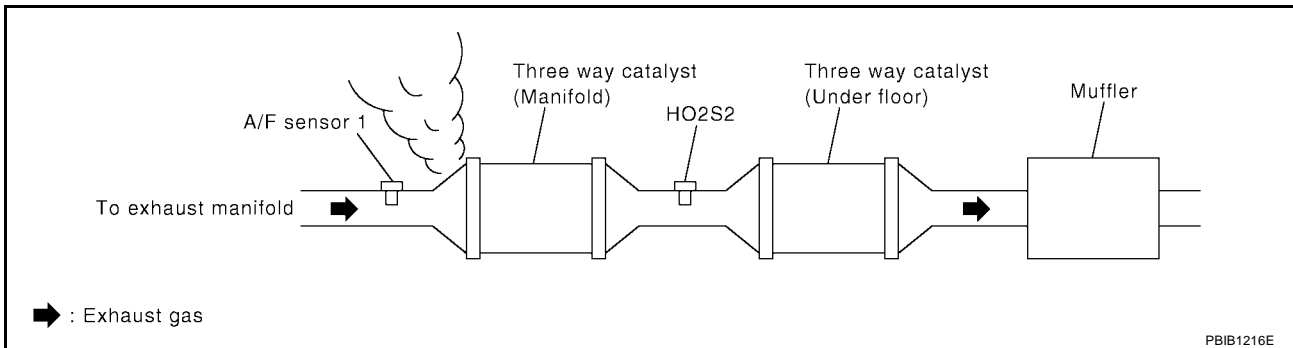 Three way catalyst
(Manifold)
Three way catalyst
(Under floor)
Muffler
A/F sensor 1
HO2S2
To exhaust manifold
: Exhaust gas
PBIB1216E